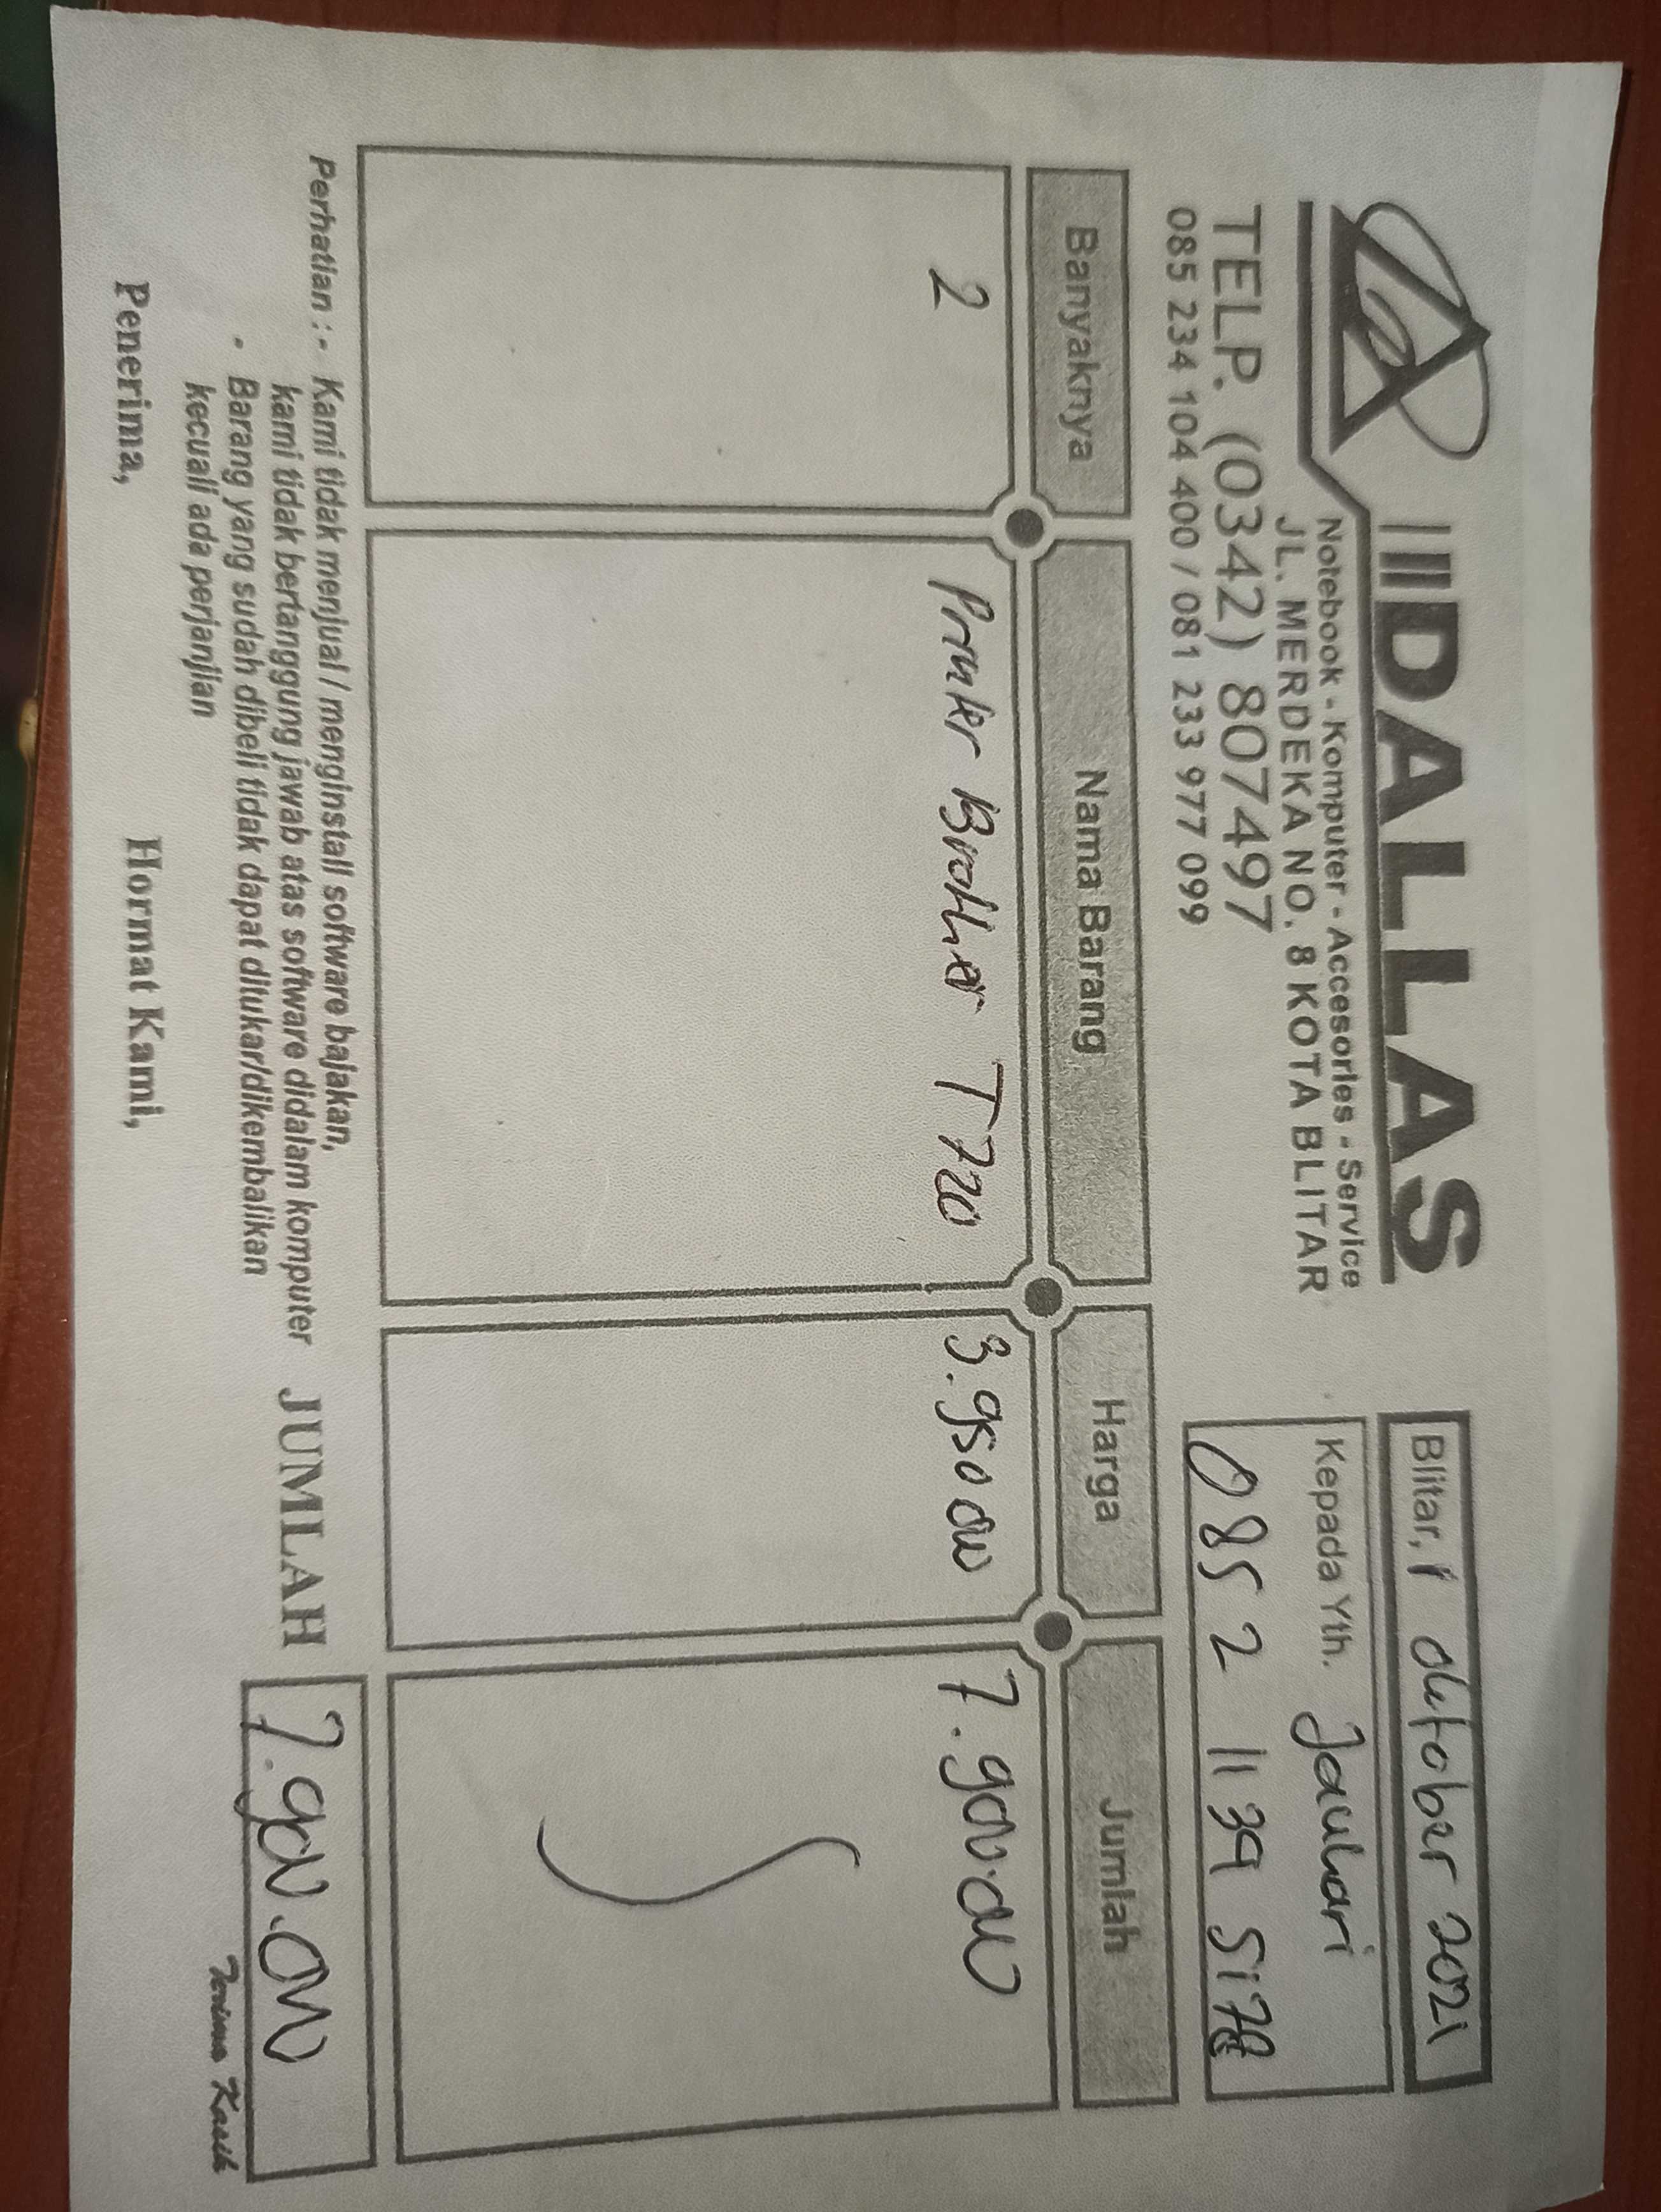 DALLAS
Notebook - Komputer - Accesories - Service
JL. MERDEKA NO. 8 KOTA BLITAR
TELP. (0342) 807497
085 234 104 400 / 081 233 977 099
Blitar, 1 oktober 2021
Kepada Yth. Jauhari
085 2 11 39
Banyaknya Nama Barang Harga Jumlah
2 Printer Brother T720 3.950.000 7.900.000
Perhatian : - Kami tidak menjual / menginstall software bajakan,
kami tidak bertanggung jawab atas software didalam komputer
- Barang yang sudah dibeli tidak dapat ditukar/dikembalikan
kecuali ada perjanjian
JUMLAH 7.900.000
Penerima, Hormat Kami,
Terima Kasih